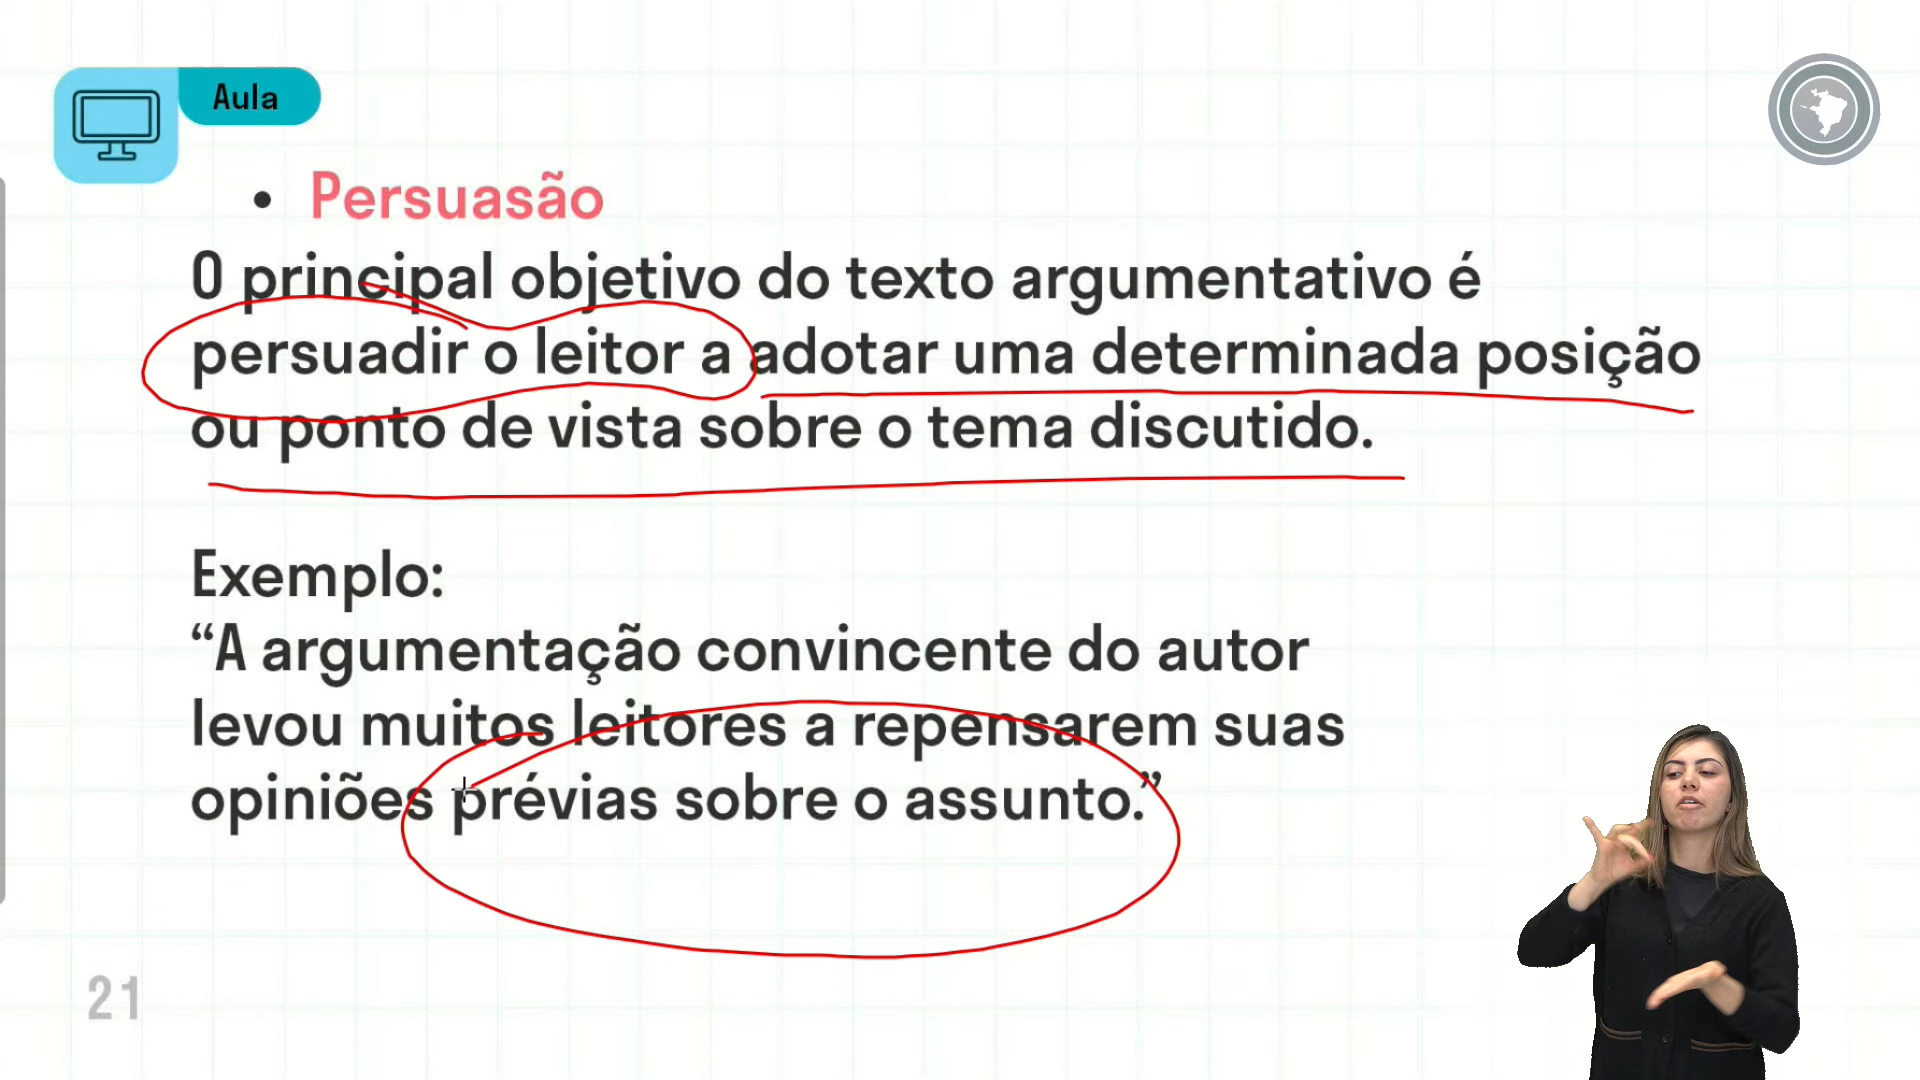 Aula
• Persuasão
O principal objetivo do texto argumentativo é
persuadir o leitor a adotar uma determinada posição
ou ponto de vista sobre o tema discutido.
Exemplo:
“A argumentação convincente do autor
levou muitos leitores a repensarem suas
opiniões prévias sobre o assunto.”
21